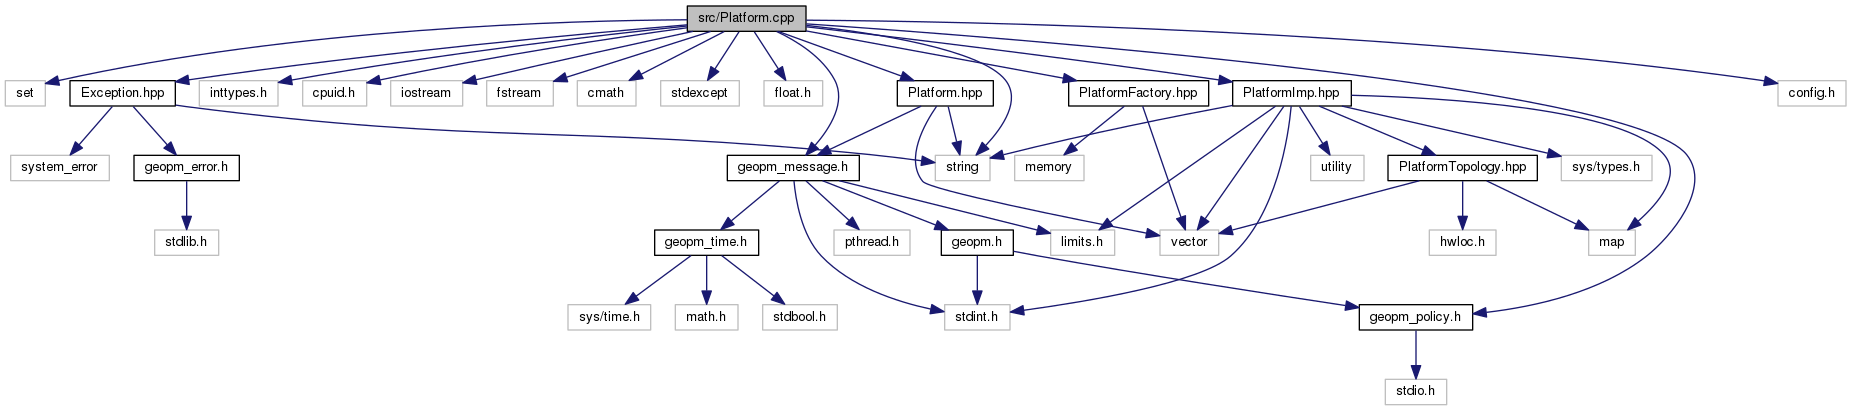 src/Platform.cpp
set
Exception.hpp
inttypes.h
cpuid.h
iostream
fstream
cmath
stdexcept
float.h
Platform.hpp
PlatformFactory.hpp
PlatformImp.hpp
config.h
system_error
geopm_error.h
geopm_message.h
string
memory
utility
PlatformTopology.hpp
sys/types.h
stdlib.h
geopm_time.h
pthread.h
geopm.h
limits.h
vector
hwloc.h
map
sys/time.h
math.h
stdbool.h
stdint.h
geopm_policy.h
stdio.h